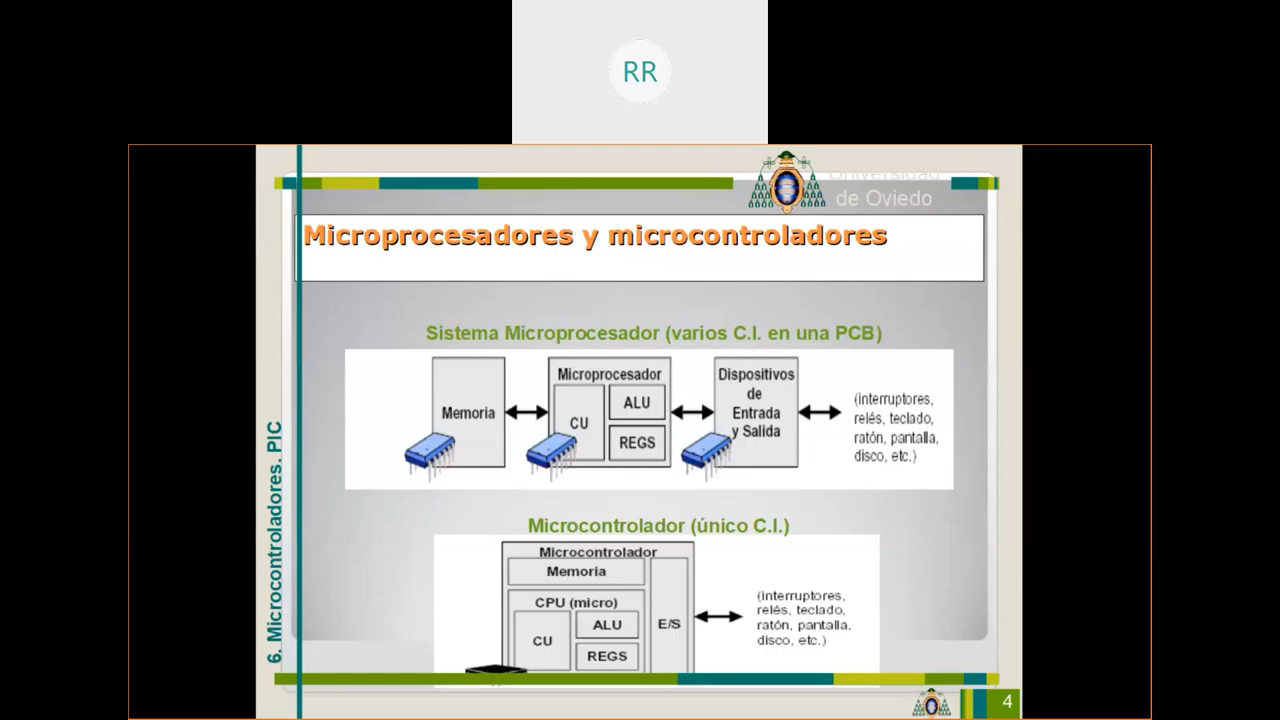 RR
Universidad
de Oviedo
Microprocesadores y microcontroladores
Sistema Microprocesador (varios C.I. en una PCB)
Memoria
Microprocesador
CU
ALU
REGS
Dispositivos
de
Entrada
y Salida
(interruptores,
relés, teclado,
ratón, pantalla,
disco, etc.)
Microcontrolador (único C.I.)
Microcontrolador
Memoria
CPU (micro)
CU
ALU
REGS
E/S
(interruptores,
relés, teclado,
ratón, pantalla,
disco, etc.)
6. Microcontroladores. PIC
4